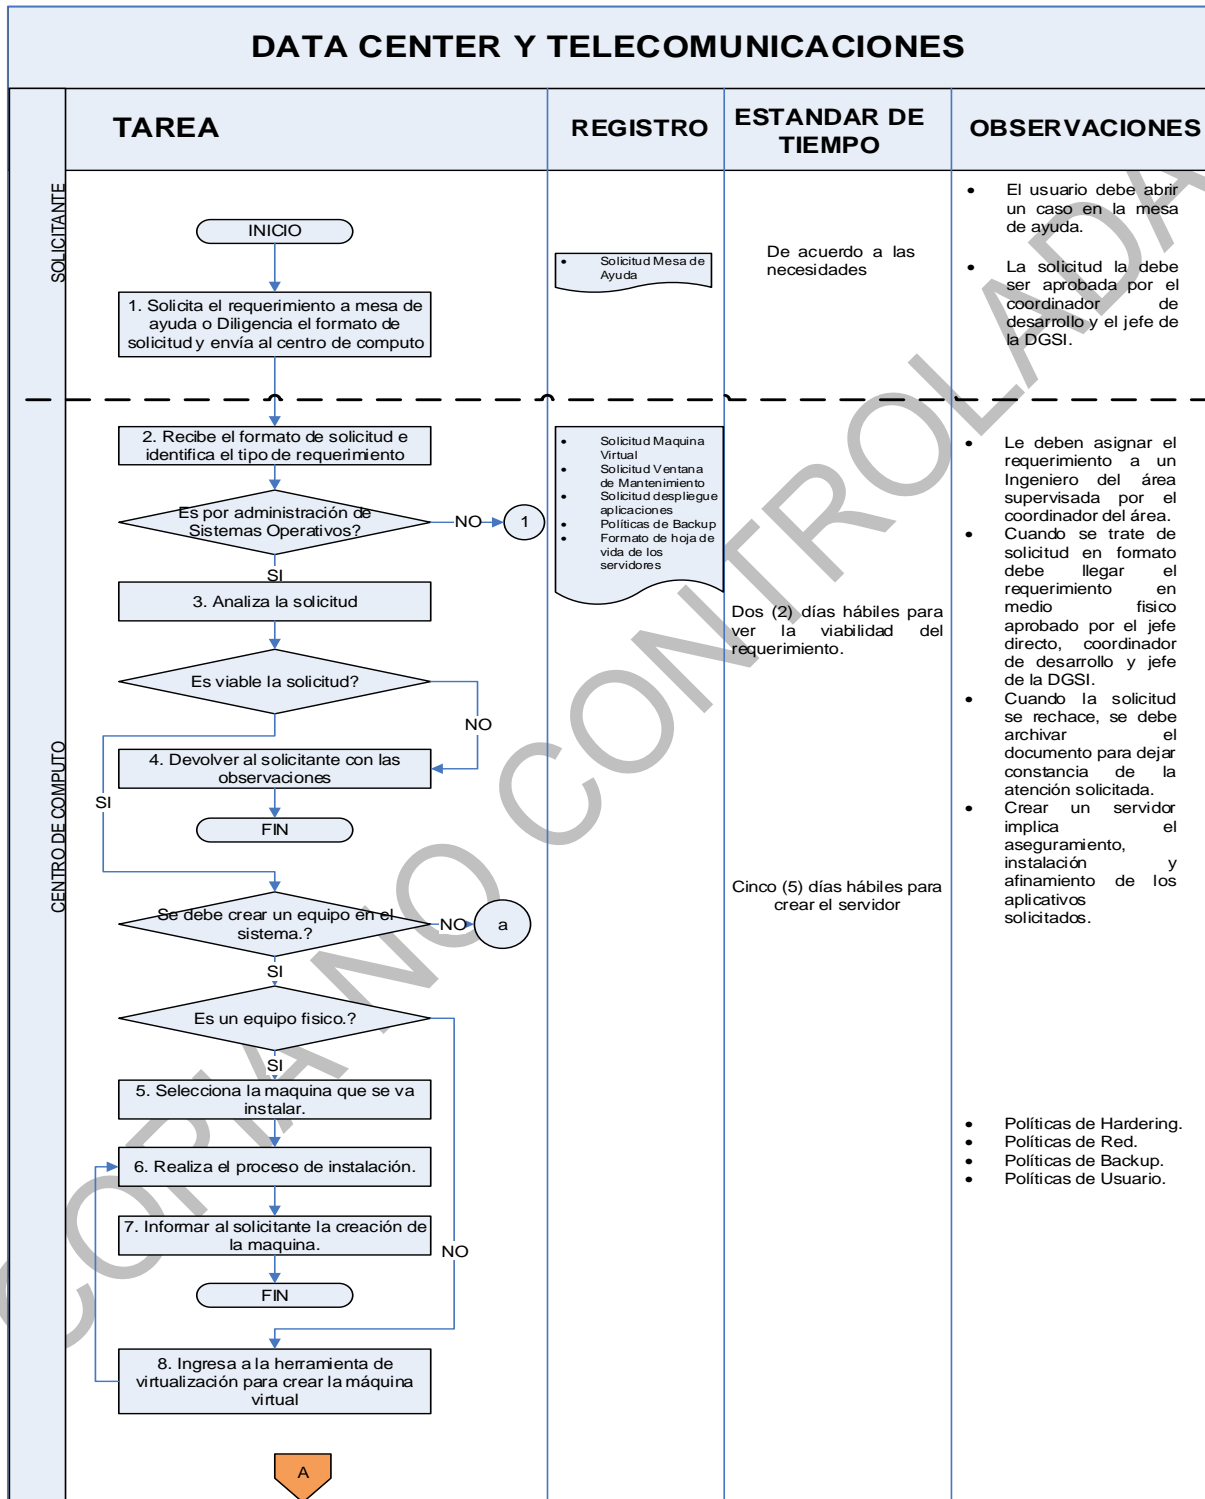 DATA CENTER Y TELECOMUNICACIONES
TAREA
REGISTRO
ESTANDAR DE
TIEMPO
OBSERVACIONES
SOLICITANTE
INICIO
1. Solicita el requerimiento a mesa de
ayuda o Diligencia el formato de
solicitud y envía al centro de computo
• Solicitud Mesa de
Ayuda
De acuerdo a las
necesidades
• El usuario debe abrir
un caso en la mesa
de ayuda.
• La solicitud la debe
ser aprobada por el
coordinador de
desarrollo y el jefe de
la DGSI.
CENTRO DE COMPUTO
2. Recibe el formato de solicitud e
identifica el tipo de requerimiento
Es por administración de
Sistemas Operativos?
NO
1
SI
3. Analiza la solicitud
Es viable la solicitud?
NO
4. Devolver al solicitante con las
observaciones
SI
FIN
Se debe crear un equipo en el
sistema.?
NO
a
SI
Es un equipo fisico.?
SI
5. Selecciona la maquina que se va
instalar.
6. Realiza el proceso de instalación.
7. Informar al solicitante la creación de
la maquina.
NO
FIN
8. Ingresa a la herramienta de
virtualización para crear la máquina
virtual
A
• Solicitud Maquina
Virtual
• Solicitud Ventana
de Mantenimiento
• Solicitud despliegue
aplicaciones
• Políticas de Backup
• Formato de hoja de
vida de los
servidores
Dos (2) días hábiles para
ver la viabilidad del
requerimiento.
Cinco (5) días hábiles para
crear el servidor
• Le deben asignar el
requerimiento a un
Ingeniero del área
supervisada por el
coordinador del área.
• Cuando se trate de
solicitud en formato
debe llegar el
requerimiento en
medio fisico
aprobado por el jefe
directo, coordinador
de desarrollo y jefe
de la DGSI.
• Cuando la solicitud
se rechace, se debe
archivar el
documento para dejar
constancia de la
atención solicitada.
• Crear un servidor
implica el
aseguramiento,
instalación y
afinamiento de los
aplicativos
solicitados.
• Políticas de Hardering.
• Políticas de Red.
• Políticas de Backup.
• Políticas de Usuario.
COPIA NO CONTROLADA